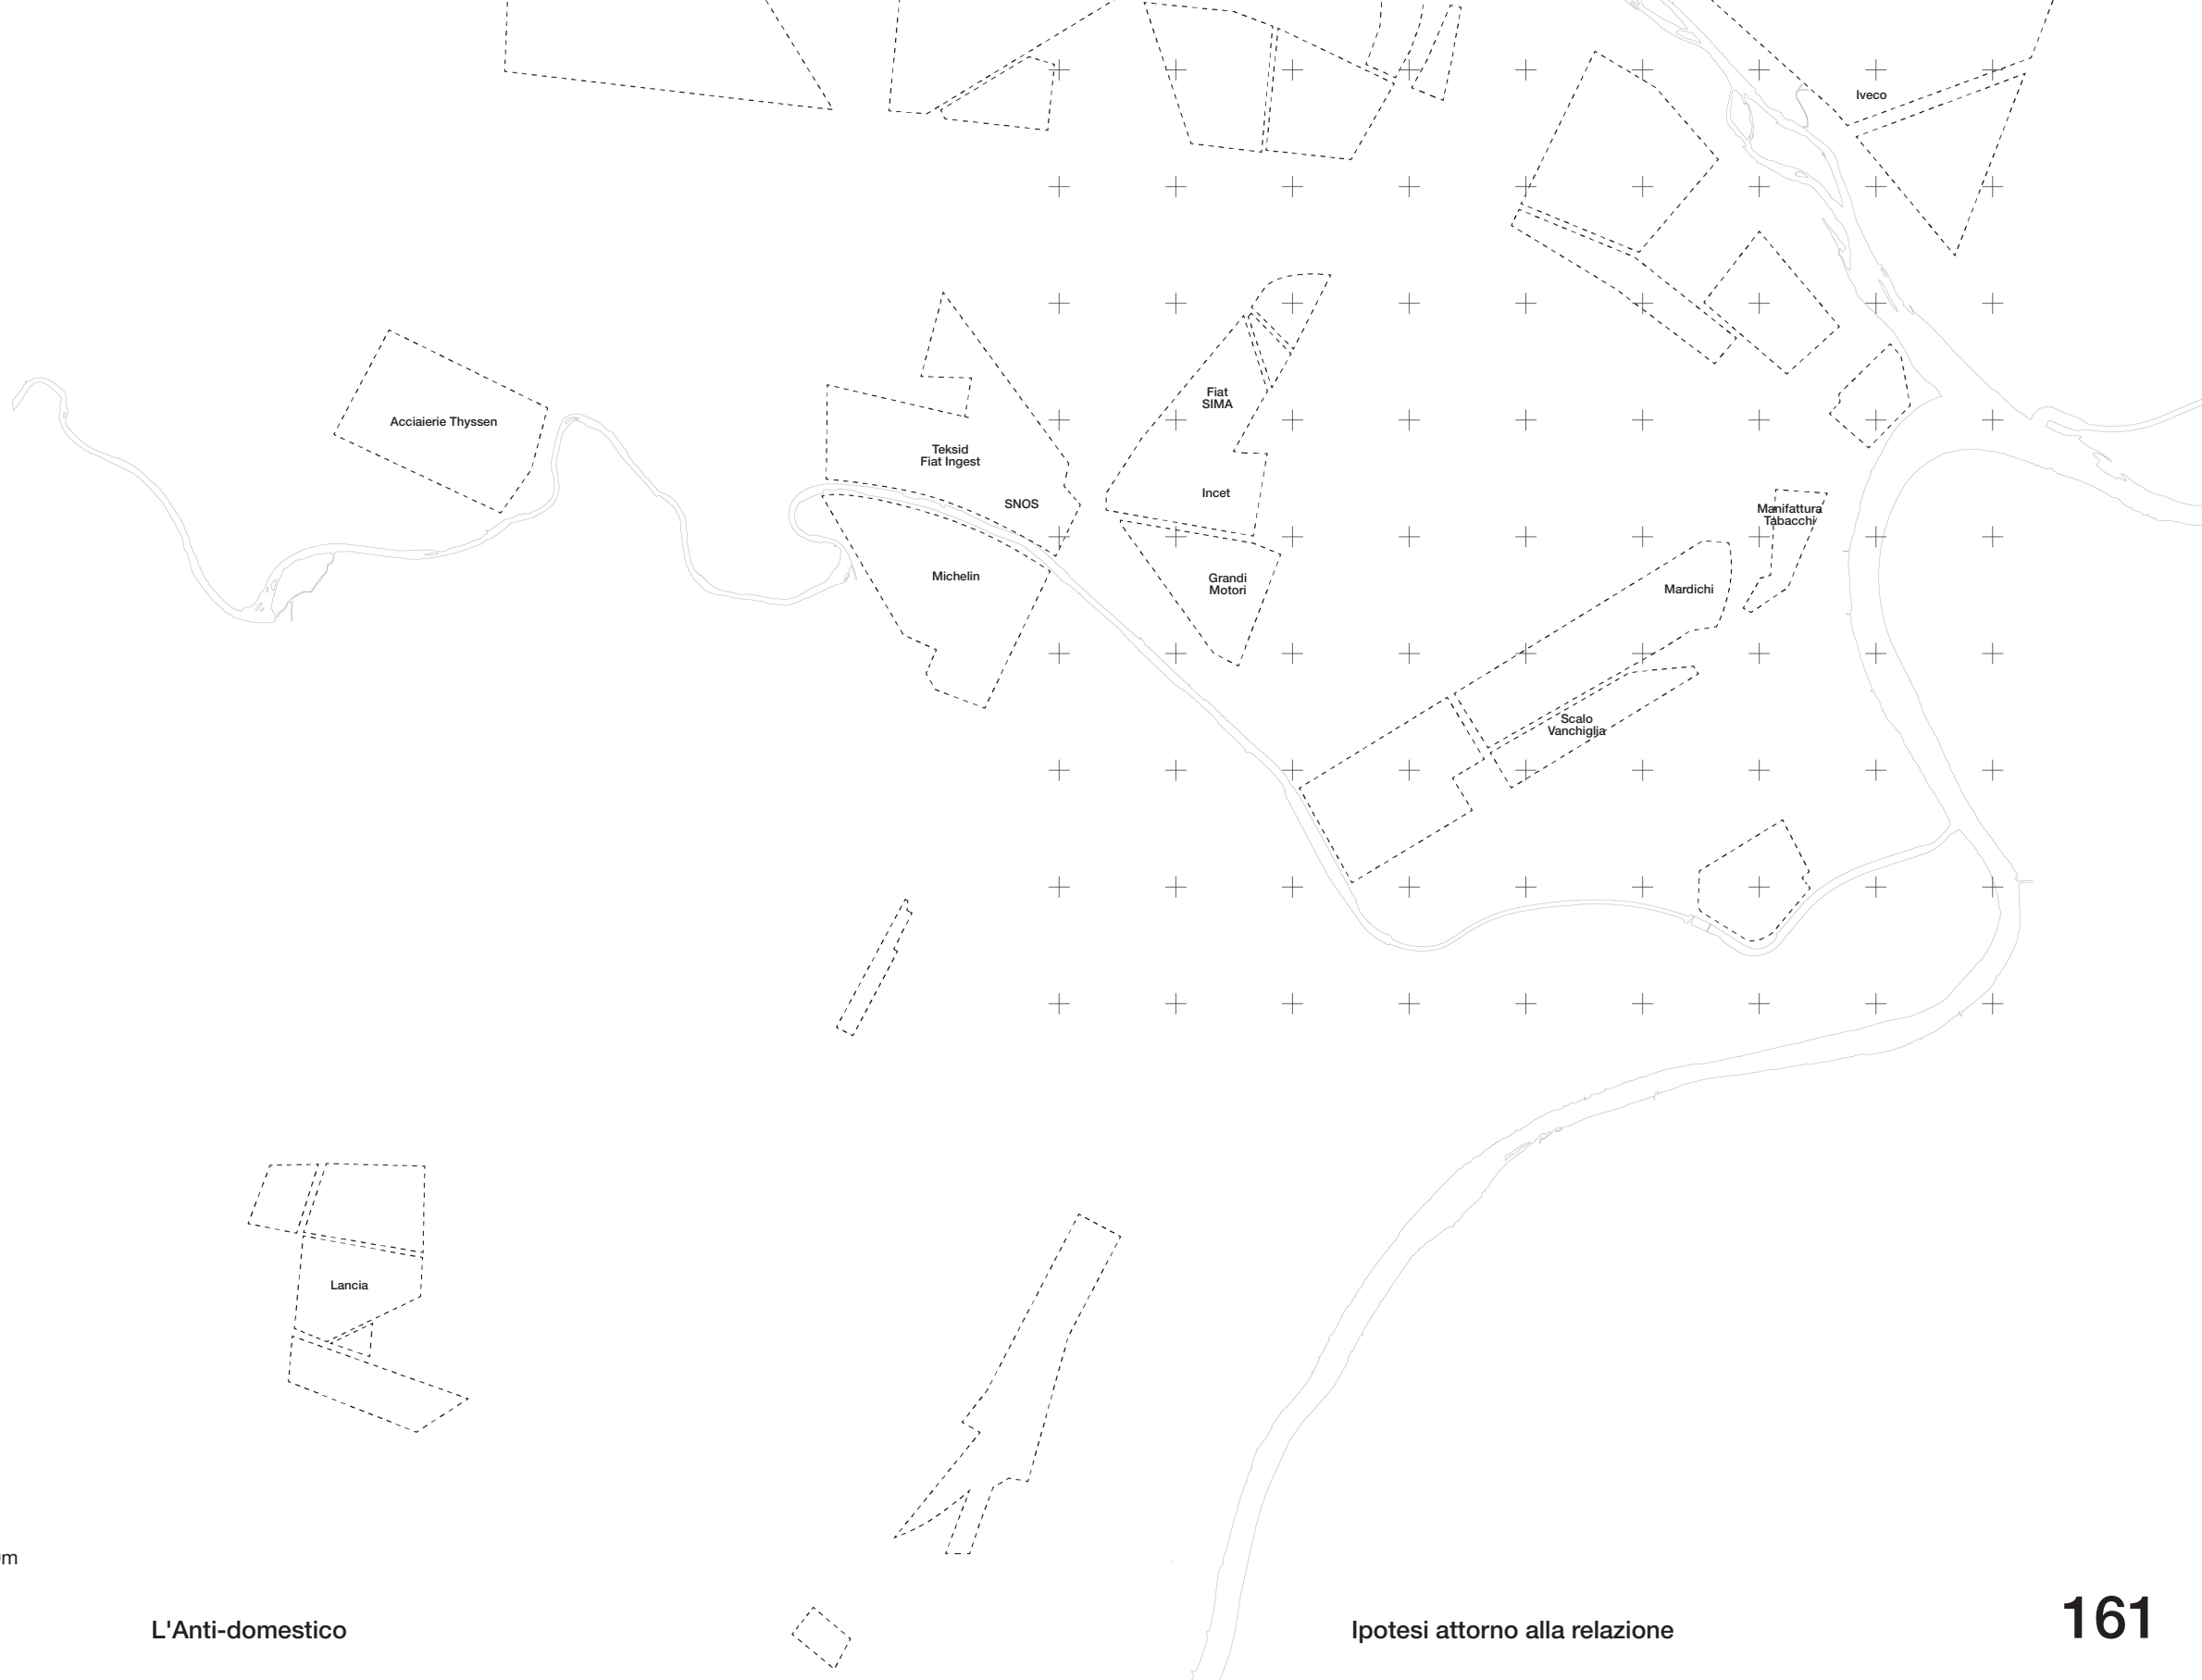 Iveco
Fiat
SIMA
Acciaierie Thyssen
Teksid
Fiat Ingest
Incet
SNOS
Manifattura
Tabacchi
Michelin
Grandi
Motori
Mardichi
Scalo
Vanchiglia
Lancia
m
L'Anti-domestico
Ipotesi attorno alla relazione
161